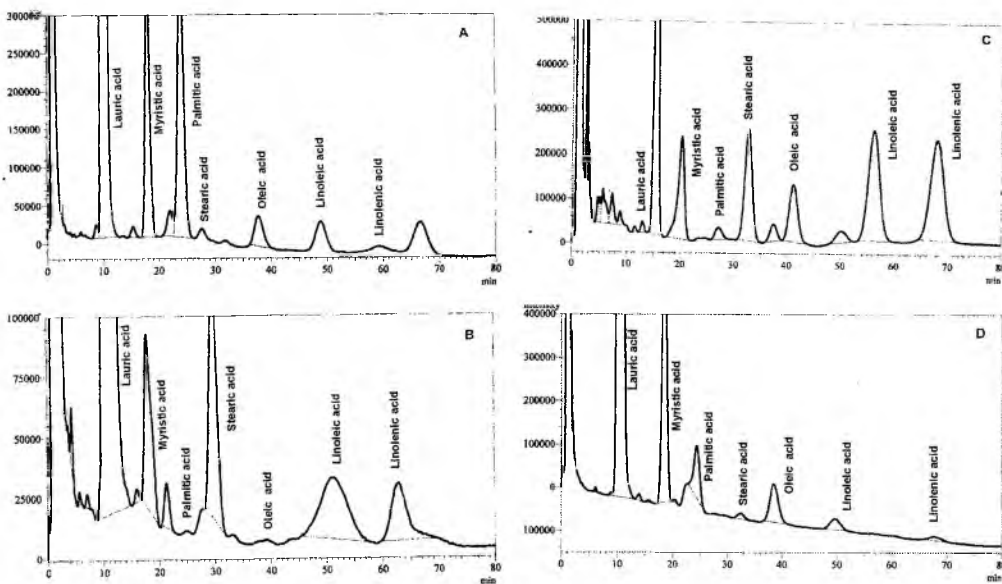 A
300000
250000
200000
150000
100000
50000
0
Lauric acid
Myristic acid
Palmitic acid
Stearic acid
Oleic acid
Linoleic acid
Linolenic acid
0 10 20 30 40 50 60 70 80
min
C
500000
400000
300000
200000
100000
0
Lauric acid
Myristic acid
Palmitic acid
Stearic acid
Oleic acid
Linoleic acid
Linolenic acid
0 10 20 30 40 50 60 70 80
min
B
100000
75000
50000
25000
0
Lauric acid
Myristic acid
Palmitic acid
Stearic acid
Oleic acid
Linoleic acid
Linolenic acid
0 10 20 30 40 50 60 70 80
min
D
400000
300000
200000
100000
0
100000
Lauric acid
Myristic acid
Palmitic acid
Stearic acid
Oleic acid
Linoleic acid
Linolenic acid
0 10 20 30 40 50 60 70 80
min